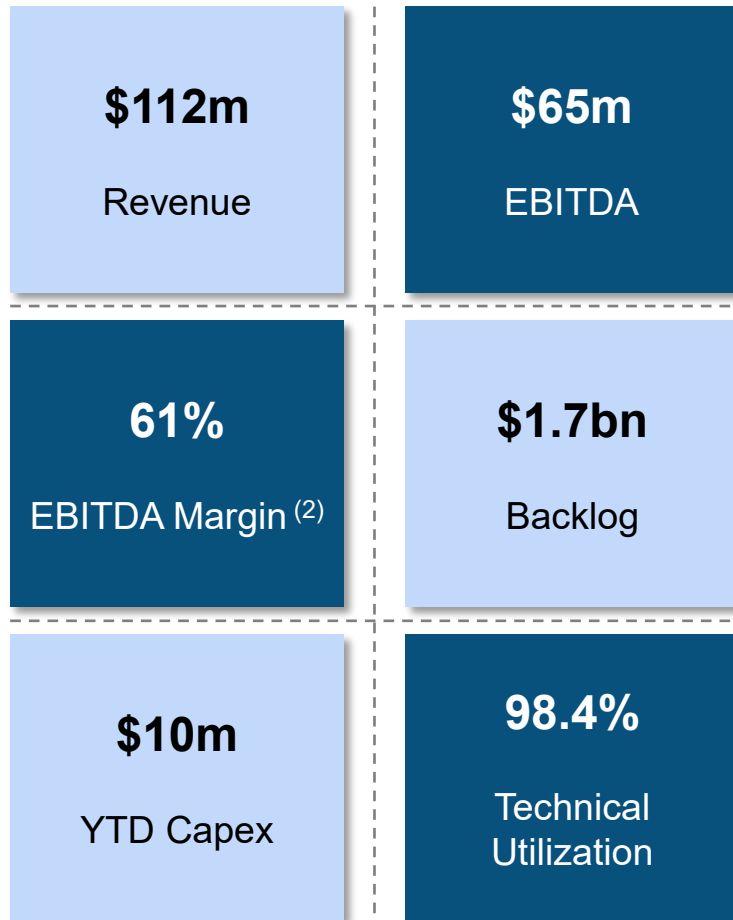 $112m
Revenue
$65m
EBITDA
61%
EBITDA Margin (2)
$1.7bn
Backlog
$10m
YTD Capex
98.4%
Technical
Utilization